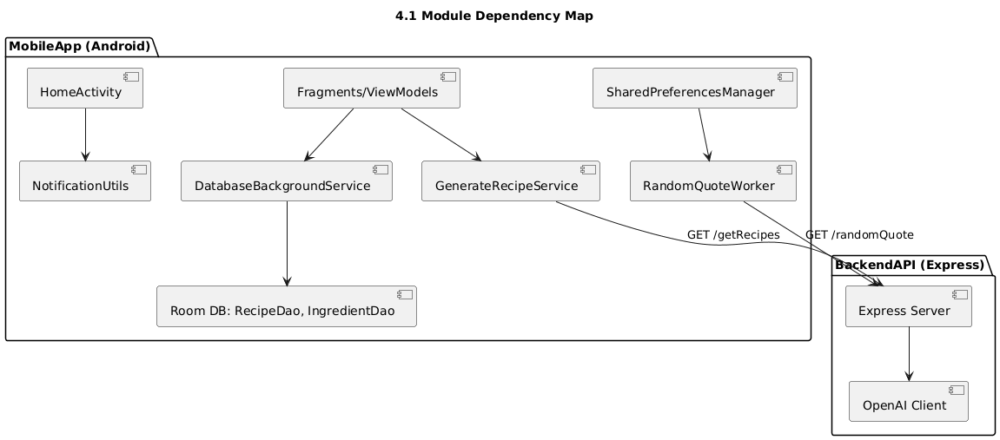 4.1 Module Dependency Map
MobileApp (Android)
HomeActivity
Fragments/ViewModels
SharedPreferencesManager
NotificationUtils
DatabaseBackgroundService
GenerateRecipeService
RandomQuoteWorker
GET /getRecipes
GET /randomQuote
BackendAPI (Express)
Room DB: RecipeDao, IngredientDao
Express Server
OpenAI Client